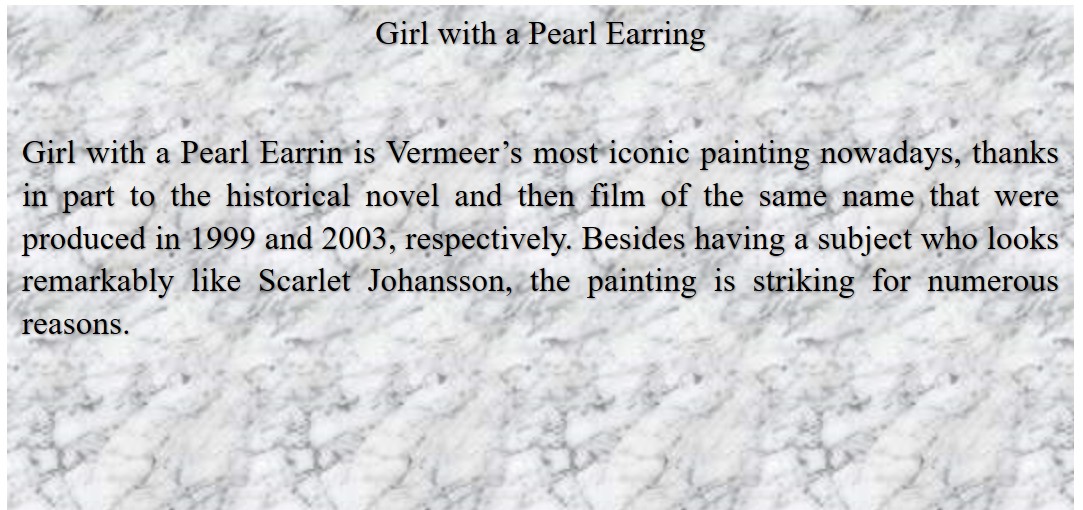 Girl with a Pearl Earring
Girl with a Pearl Earrin is Vermeer’s most iconic painting nowadays, thanks
in part to the historical novel and then film of the same name that were
produced in 1999 and 2003, respectively. Besides having a subject who looks
remarkably like Scarlet Johansson, the painting is striking for numerous
reasons.